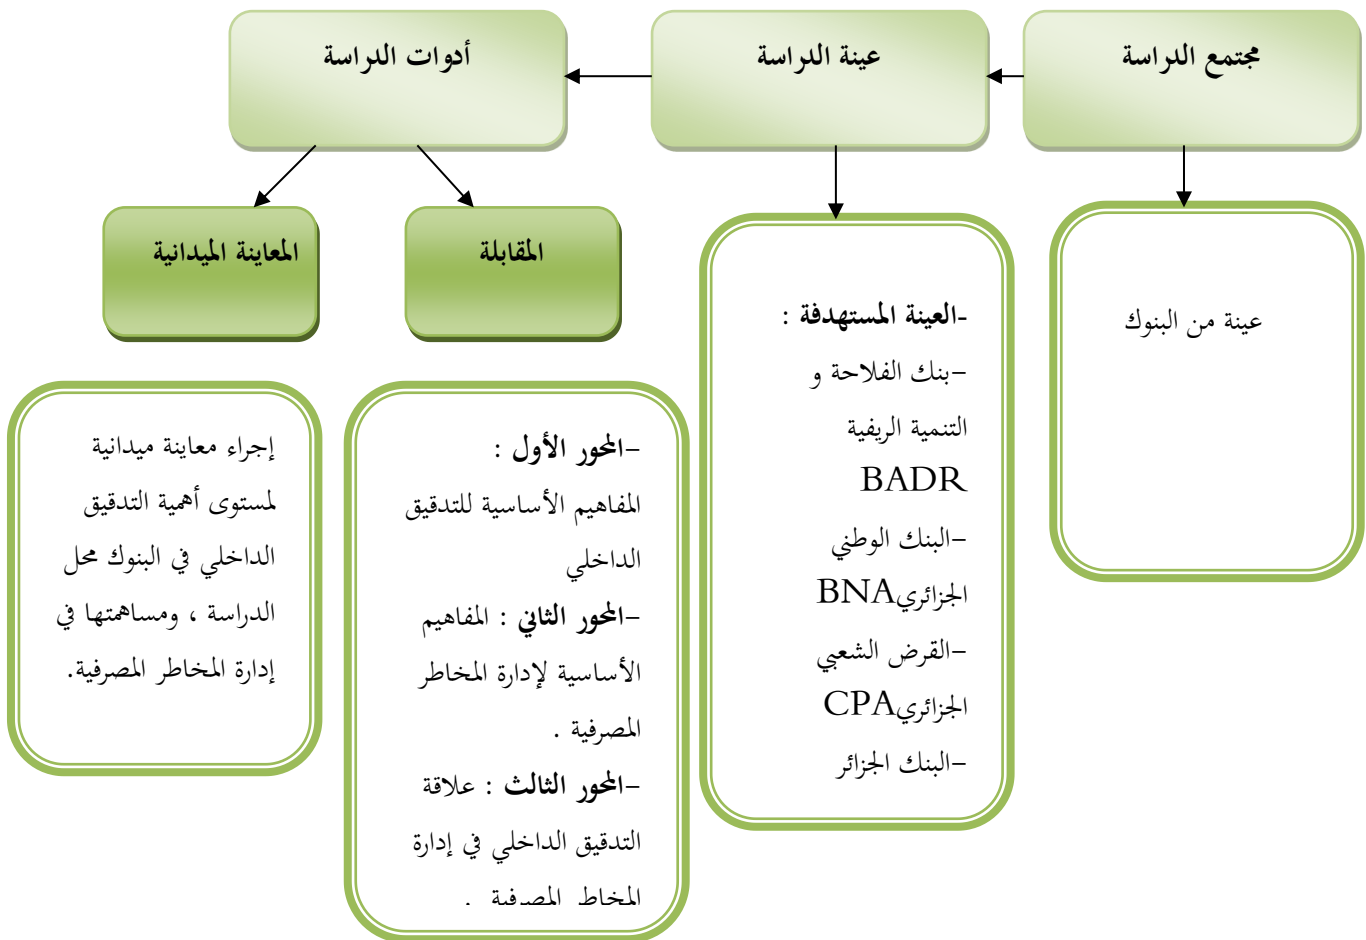 مجتمع الدراسة
عينة الدراسة
أدوات الدراسة
عينة من البنوك
-العينة المستهدفة :
-بنك الفلاحة و
التنمية الريفية
BADR
-البنك الوطني
الجزائريBNA
-القرض الشعبي
الجزائريCPA
-البنك الجزائر
المقابلة
المعاينة الميدانية
-المحور الأول :
المفاهيم الأساسية للتدقيق
الداخلي
-المحور الثاني : المفاهيم
الأساسية لإدارة المخاطر
المصرفية .
-المحور الثالث : علاقة
التدقيق الداخلي في إدارة
المخاطر المصرفية .
إجراء معاينة ميدانية
لمستوى أهمية التدقيق
الداخلي في البنوك محل
الدراسة ، ومساهمتها في
إدارة المخاطر المصرفية.